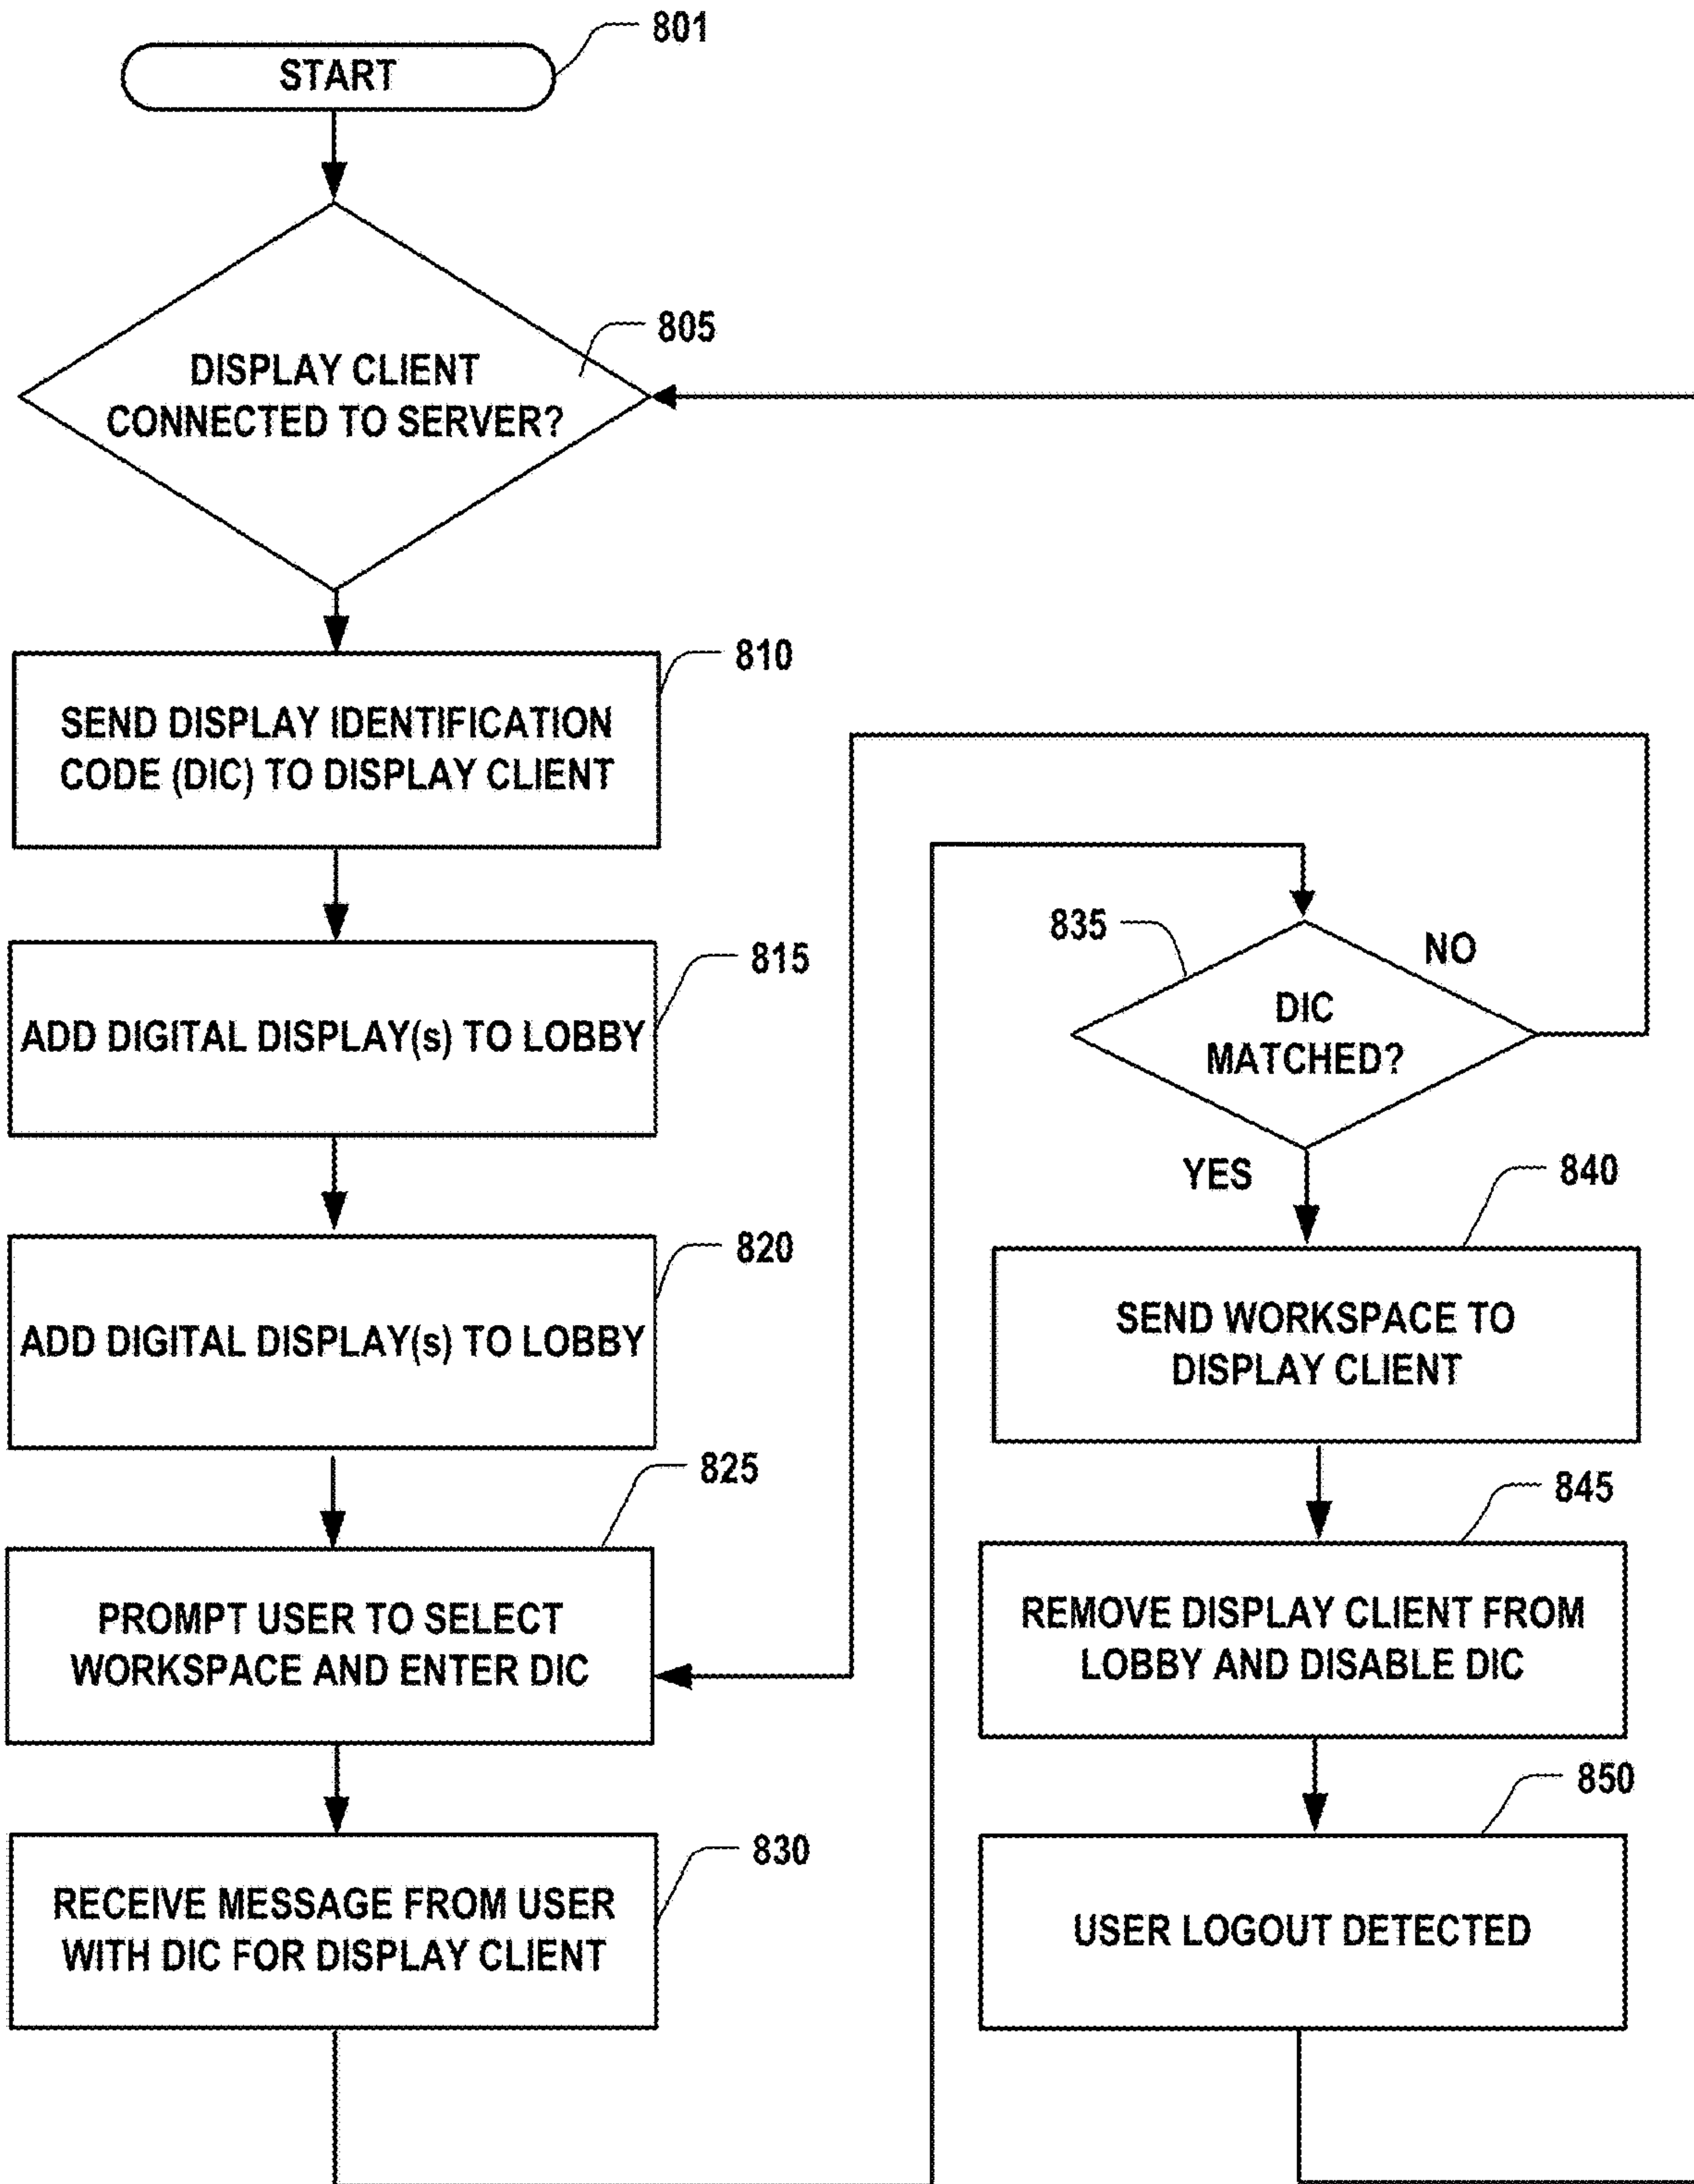 801
START
805
DISPLAY CLIENT
CONNECTED TO SERVER?
810
SEND DISPLAY IDENTIFICATION
CODE (DIC) TO DISPLAY CLIENT
815
ADD DIGITAL DISPLAY(s) TO LOBBY
820
ADD DIGITAL DISPLAY(s) TO LOBBY
825
PROMPT USER TO SELECT
WORKSPACE AND ENTER DIC
830
RECEIVE MESSAGE FROM USER
WITH DIC FOR DISPLAY CLIENT
835
NO
DIC
MATCHED?
YES
840
SEND WORKSPACE TO
DISPLAY CLIENT
845
REMOVE DISPLAY CLIENT FROM
LOBBY AND DISABLE DIC
850
USER LOGOUT DETECTED